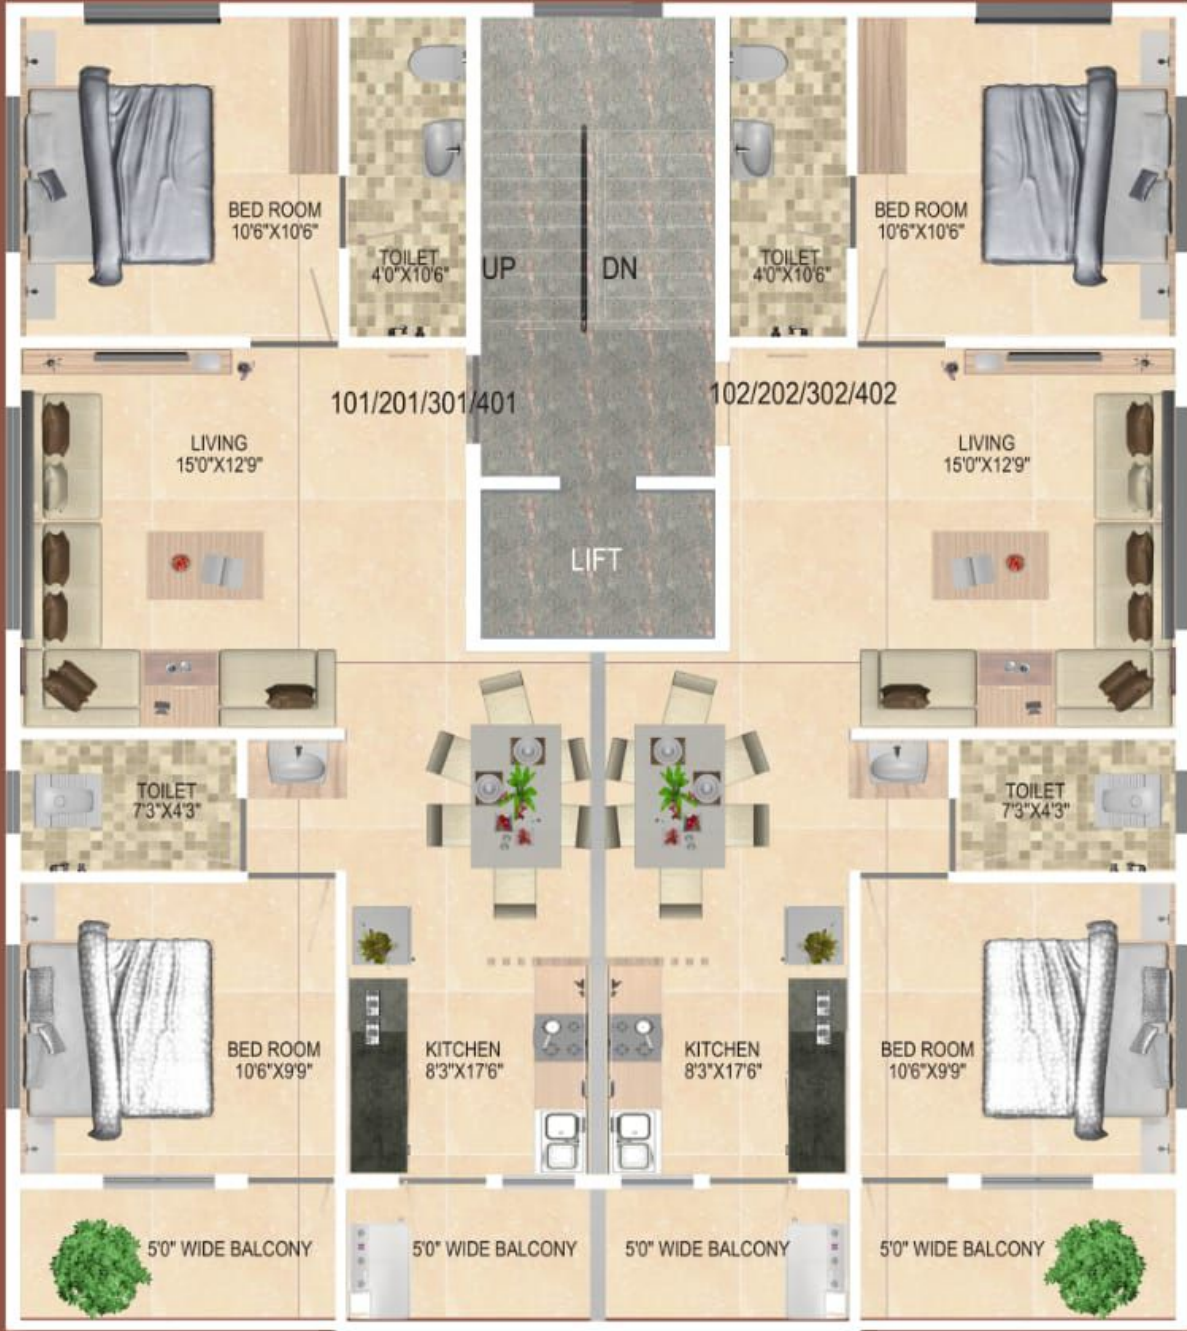 BED ROOM
10'6"X10'6"
TOILET
4'0"X10'6"
UP
DN
TOILET
4'0"X10'6"
BED ROOM
10'6"X10'6"
101/201/301/401
102/202/302/402
LIVING
15'0"X12'9"
LIVING
15'0"X12'9"
LIFT
TOILET
7'3"X4'3"
TOILET
7'3"X4'3"
BED ROOM
10'6"X9'9"
KITCHEN
8'3"X17'6"
KITCHEN
8'3"X17'6"
BED ROOM
10'6"X9'9"
5'0" WIDE BALCONY
5'0" WIDE BALCONY
5'0" WIDE BALCONY
5'0" WIDE BALCONY